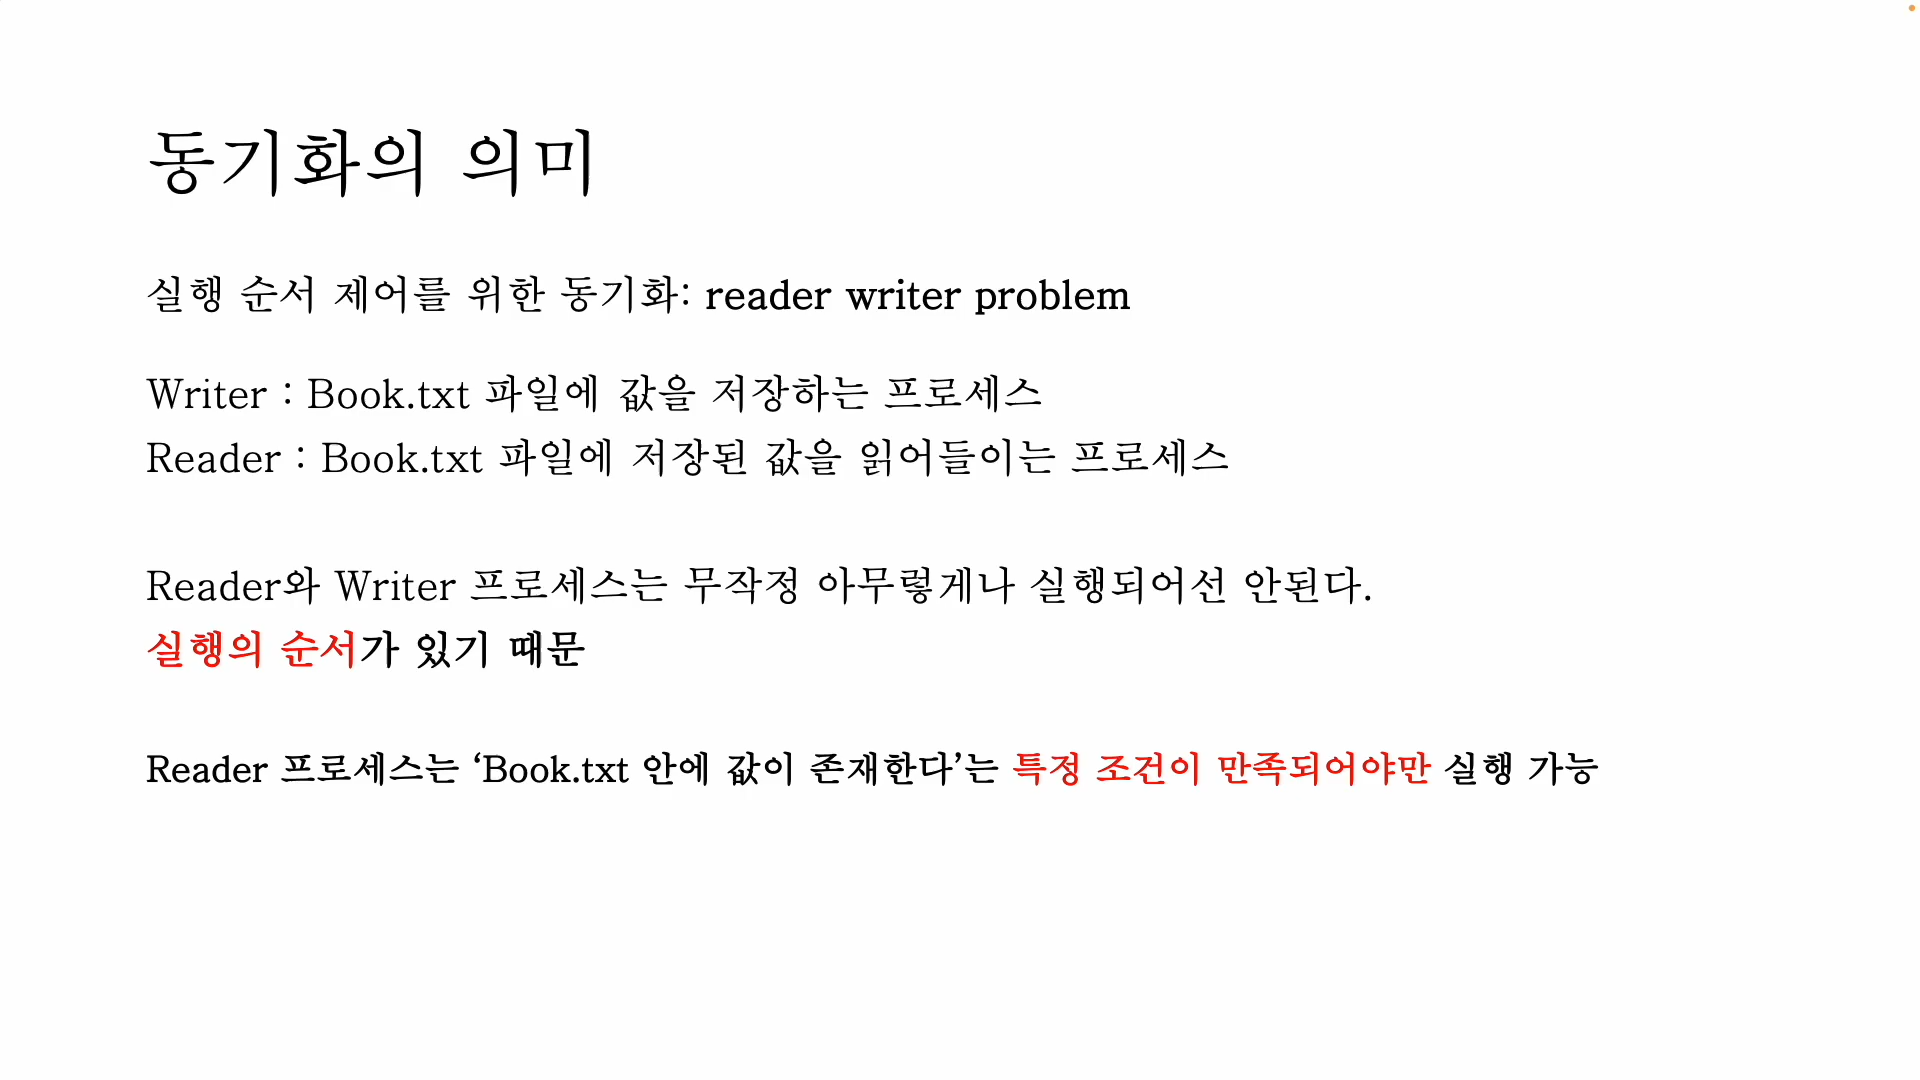 동기화의 의미
실행 순서 제어를 위한 동기화: reader writer problem
Writer : Book.txt 파일에 값을 저장하는 프로세스
Reader : Book.txt 파일에 저장된 값을 읽어들이는 프로세스
Reader와 Writer 프로세스는 무작정 아무렇게나 실행되어선 안된다.
실행의 순서가 있기 때문
Reader 프로세스는 ‘Book.txt 안에 값이 존재한다’는 특정 조건이 만족되어야만 실행 가능